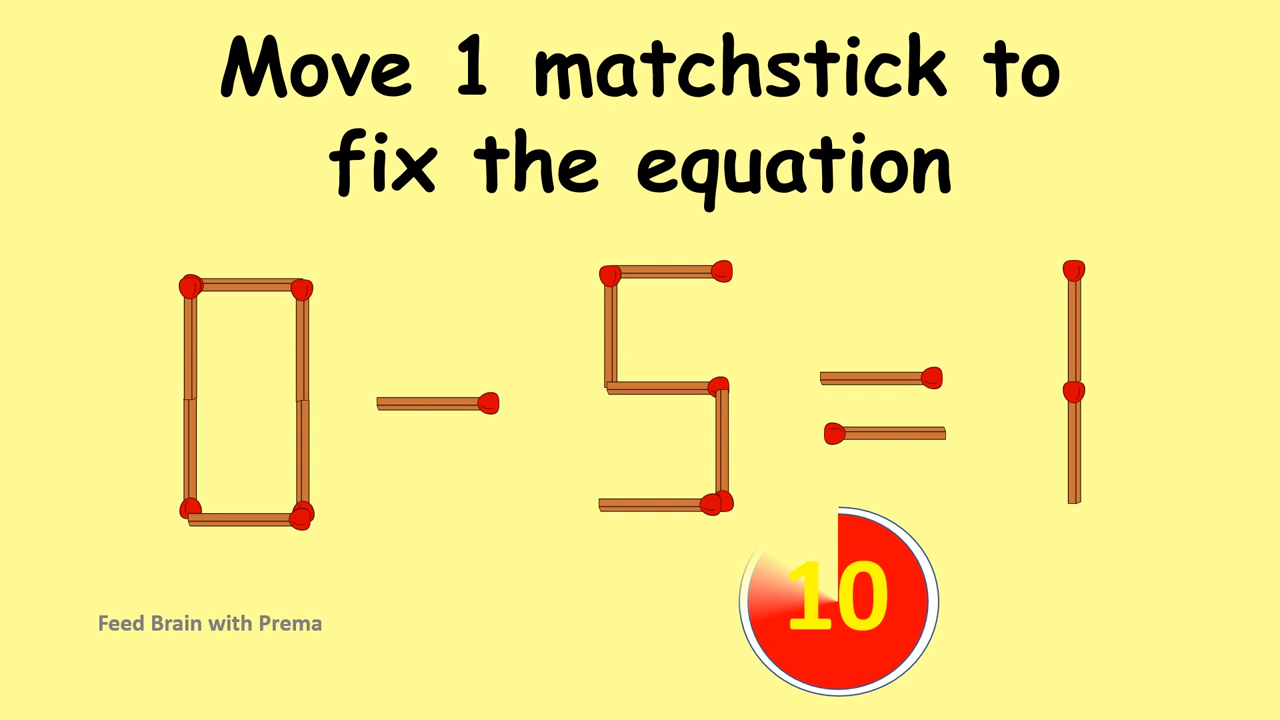 Move 1 matchstick to
fix the equation
0 - 5 = 1
10
Feed Brain with Prema